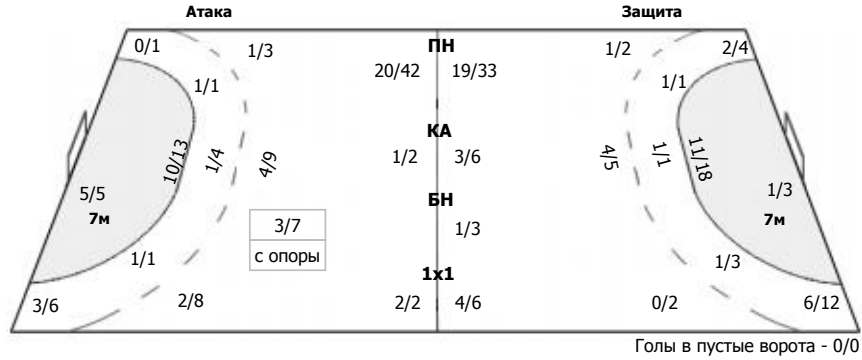 Атака Защита
0/1 1/3 ПН 1/2 2/4
20/42 19/33
1/1 1/1
КА
10/13 1/4 4/9 1/2 3/6 4/5 1/1 11/18
5/5 БН 1/3
7м 3/7 1/3 7м
с опоры
1/1 1/3
1х1
3/6 2/8 2/2 4/6 0/2 6/12
Голы в пустые ворота - 0/0